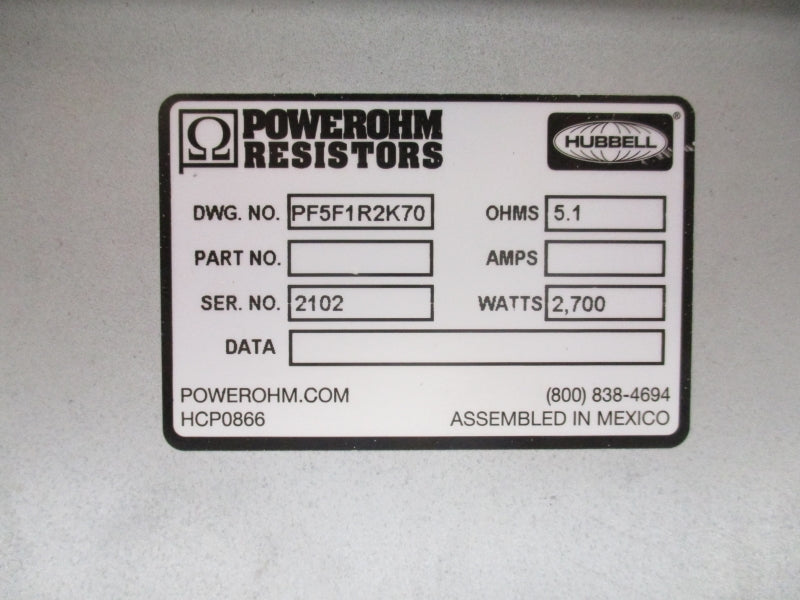 Ω POWEROHM
RESISTORS
HUBBELL ®
DWG. NO. PF5F1R2K70 OHMS 5.1
PART NO. AMPS
SER. NO. 2102 WATTS 2,700
DATA
POWEROHM.COM (800) 838-4694
HCP0866 ASSEMBLED IN MEXICO